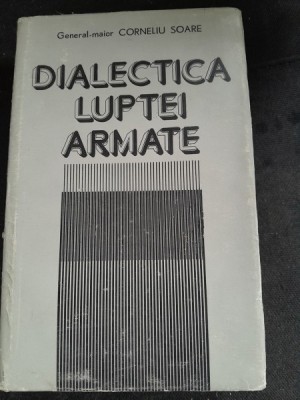 General-maior CORNELIU SOARE
DIALECTICA
LUPTEI
ARMATE